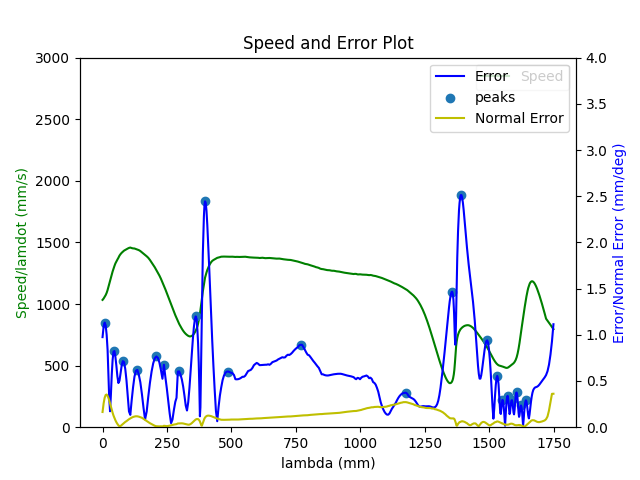 Speed and Error Plot
3000
2500
2000
1500
1000
500
0
Speed/lamdot (mm/s)
4.0
3.5
3.0
2.5
2.0
1.5
1.0
0.5
0.0
Error/Normal Error (mm/deg)
Error
Speed
peaks
Normal Error
0 250 500 750 1000 1250 1500 1750
lambda (mm)